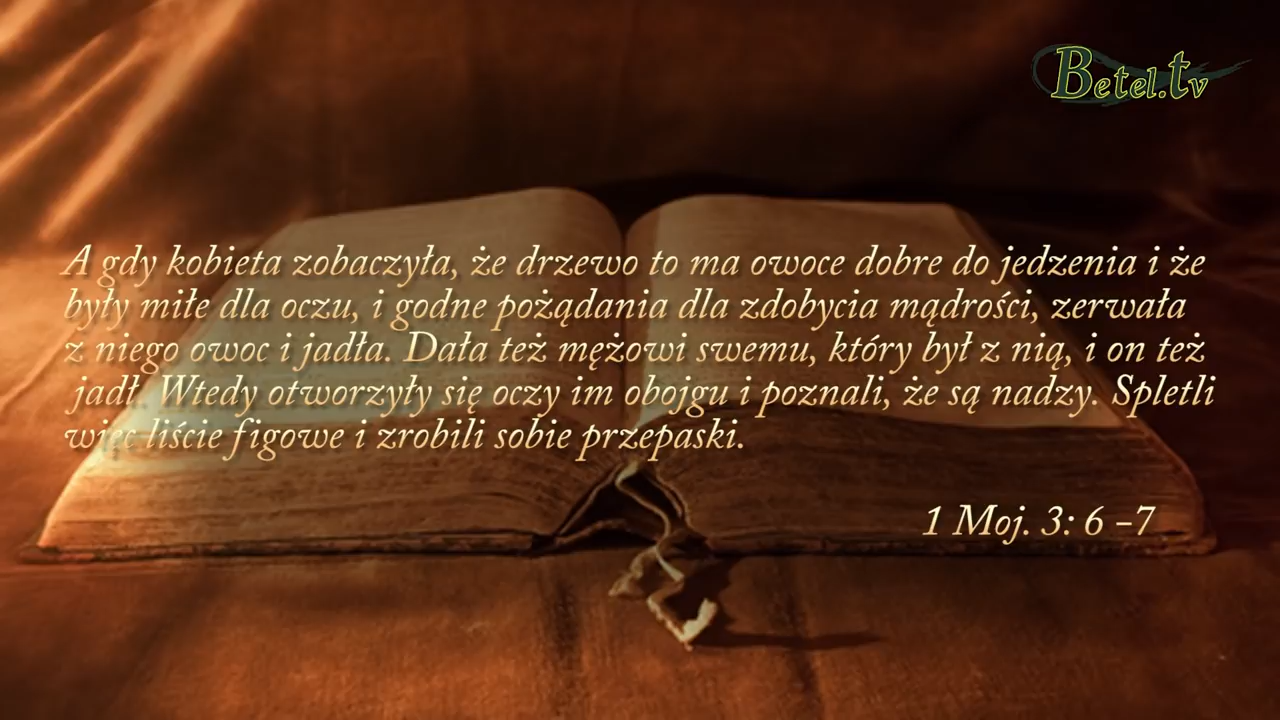 Betel.tv
A gdy kobieta zobaczyła, że drzewo to ma owoce dobre do jedzenia i że
były miłe dla oczu, i godne pożądania dla zdobycia mądrości, zerwała
z niego owoc i jadła. Dała też mężowi swemu, który był z nią, i on też
jadł. Wtedy otworzyły się oczy im obojgu i poznali, że są nadzy. Spletli
więc liście figowe i zrobili sobie przepaski.
1 Moj. 3: 6 –7